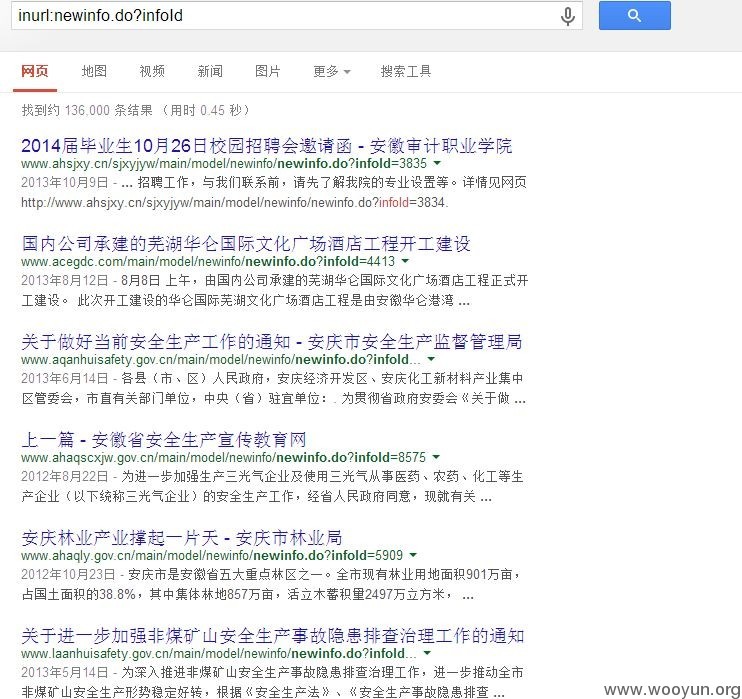 inurl:newinfo.do?infoId
网页 地图 视频 新闻 图片 更多 搜索工具
找到约 136,000 条结果 （用时 0.45 秒）
2014届毕业生10月26日校园招聘会邀请函 - 安徽审计职业学院
www.ahsjxy.cn/sjxyjyw/main/model/newinfo/newinfo.do?infoId=3835
2013年10月9日 - ... 招聘工作，与我们联系前，请先了解我院的专业设置等。详情见网页
http://www.ahsjxy.cn/sjxyjyw/main/model/newinfo/newinfo.do?infoId=3834.
国内公司承建的芜湖华仑国际文化广场酒店工程开工建设
www.acegdc.com/main/model/newinfo/newinfo.do?infoId=4413
2013年8月12日 - 8月8日 上午，由国内公司承建的芜湖华仑国际文化广场酒店工程正式开
工建设。 此次开工建设的华仑国际芜湖文化广场酒店工程是由安徽华仑港湾 ...
关于做好当前安全生产工作的通知 - 安庆市安全生产监督管理局
www.aqanhuisafety.gov.cn/main/model/newinfo/newinfo.do?infoId...
2013年6月14日 - 各县（市、区）人民政府，安庆经济开发区、安庆化工新材料产业集中
区管委会，市直有关部门单位，中央（省）驻宜单位：. 为贯彻省政府安委会《关于做 ...
上一篇 - 安徽省安全生产宣传教育网
www.ahaqscxjw.gov.cn/main/model/newinfo/newinfo.do?infoId=8575
2012年8月22日 - 为进一步加强生产三光气企业及使用三光气从事医药、农药、化工等生
产企业（以下统称三光气企业）的安全生产工作，经省人民政府同意，现就有关 ...
安庆林业产业撑起一片天 - 安庆市林业局
www.ahaqly.gov.cn/main/model/newinfo/newinfo.do?infoId=5909
2012年10月23日 - 安庆市是安徽省五大重点林区之一。全市现有林业用地面积901万亩，
占国土面积的38.8%，其中集体林地857万亩，活立木蓄积量2497万立方米， ...
关于进一步加强非煤矿山安全生产事故隐患排查治理工作的通知
www.laanhuisafety.gov.cn/main/model/newinfo/newinfo.do?infoId...
2013年5月14日 - 为深入推进非煤矿山安全生产事故隐患排查治理工作，进一步推动全市
非煤矿山安全生产形势稳定好转，根据《安全生产法》、《安全生产事故隐患排查 ...
www.wooyun.org